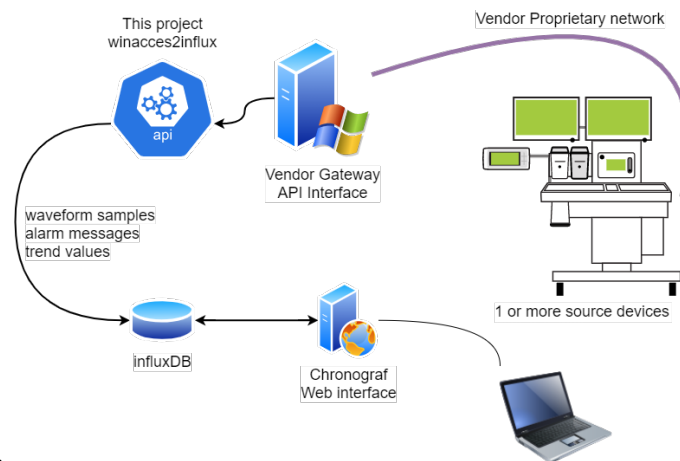 This project
winacces2influx
Vendor Proprietary network
api
Vendor Gateway
API Interface
waveform samples
alarm messages
trend values
1 or more source devices
influxDB
Chronograf
Web interface